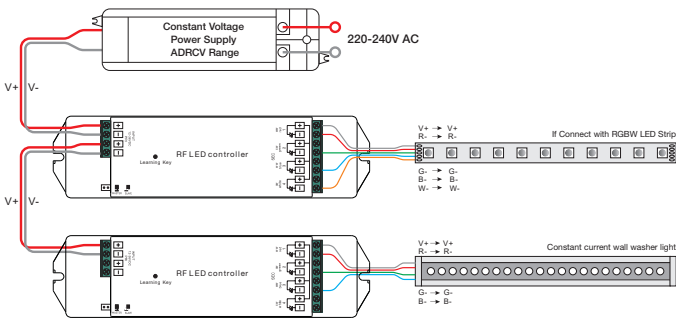 Constant Voltage
Power Supply
ADRCV Range
220-240V AC
V+ V-
RF LED controller
Learning Key
V+ → V+
R- → R-
If Connect with RGBW LED Strip
G- → G-
B- → B-
W- → W-
V+ V-
RF LED controller
Learning Key
V+ → V+
R- → R-
Constant current wall washer light
G- → G-
B- → B-